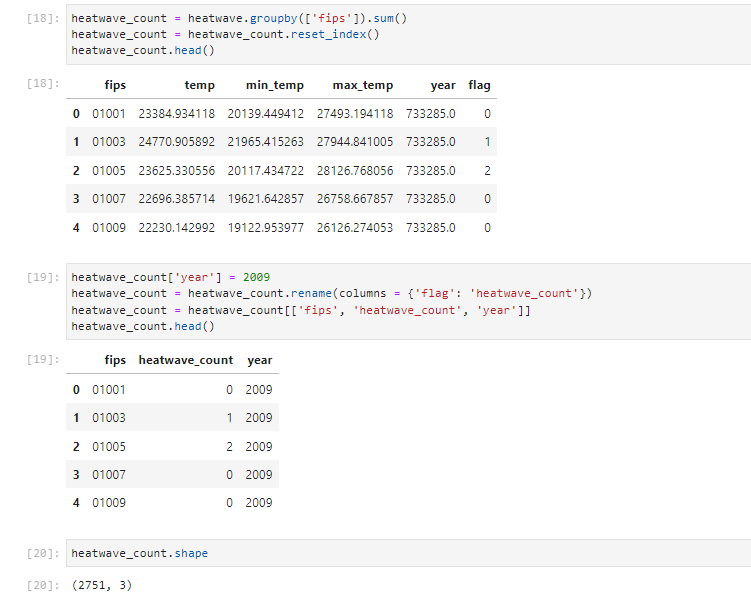 [18]: heatwave_count = heatwave.groupby(['fips']).sum()
heatwave_count = heatwave_count.reset_index()
heatwave_count.head()
[18]: fips temp min_temp max_temp year flag
0 01001 23384.934118 20139.449412 27493.194118 733285.0 0
1 01003 24770.905892 21965.415263 27944.841005 733285.0 1
2 01005 23625.330556 20117.434722 28126.768056 733285.0 2
3 01007 22696.385714 19621.642857 26758.667857 733285.0 0
4 01009 22230.142992 19122.953977 26126.274053 733285.0 0
[19]: heatwave_count['year'] = 2009
heatwave_count = heatwave_count.rename(columns = {'flag': 'heatwave_count'})
heatwave_count = heatwave_count[['fips', 'heatwave_count', 'year']]
heatwave_count.head()
[19]: fips heatwave_count year
0 01001 0 2009
1 01003 1 2009
2 01005 2 2009
3 01007 0 2009
4 01009 0 2009
[20]: heatwave_count.shape
[20]: (2751, 3)